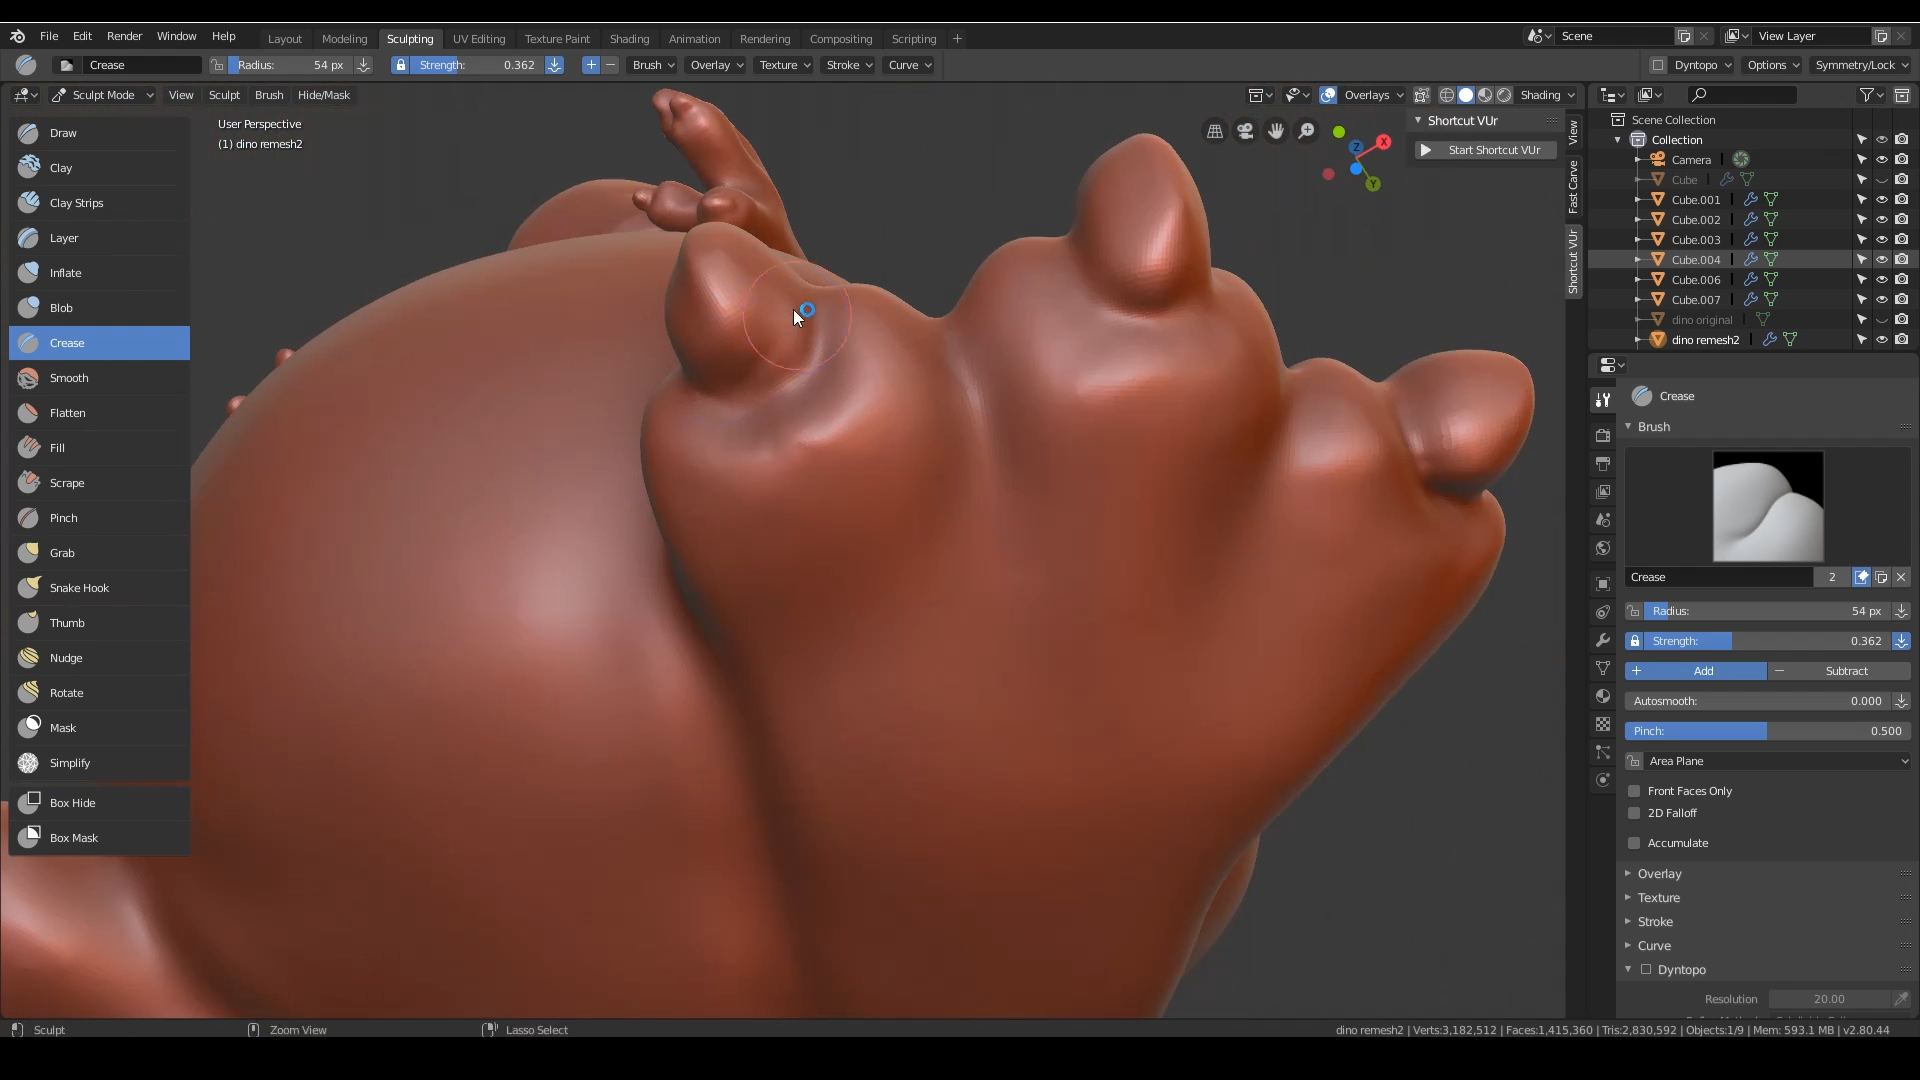 File Edit Render Window Help
Layout Modeling Sculpting UV Editing Texture Paint Shading Animation Rendering Compositing Scripting +
Scene
View Layer
Crease
Radius: 54 px
Strength: 0.362
+ −
Brush Overlay Texture Stroke Curve
Dyntopo Options Symmetry/Lock
Sculpt Mode View Sculpt Brush Hide/Mask
Overlays
Shading
Draw
Clay
Clay Strips
Layer
Inflate
Blob
Crease
Smooth
Flatten
Fill
Scrape
Pinch
Grab
Snake Hook
Thumb
Nudge
Rotate
Mask
Simplify
Box Hide
Box Mask
User Perspective
(1) dino remesh2
X
Y
Z
Shortcut VUr
Start Shortcut VUr
View
Fast Carve
Shortcut VUr
Scene Collection
Collection
Camera
Cube
Cube.001
Cube.002
Cube.003
Cube.004
Cube.006
Cube.007
dino original
dino remesh2
Crease
Brush
Crease 2
Radius: 54 px
Strength: 0.362
+ Add − Subtract
Autosmooth: 0.000
Pinch: 0.500
Area Plane
Front Faces Only
2D Falloff
Accumulate
Overlay
Texture
Stroke
Curve
Dyntopo
Resolution 20.00
Sculpt
Zoom View
Lasso Select
dino remesh2 | Verts:3,182,512 | Faces:1,415,360 | Tris:2,830,592 | Objects:1/9 | Mem: 593.1 MB | v2.80.44